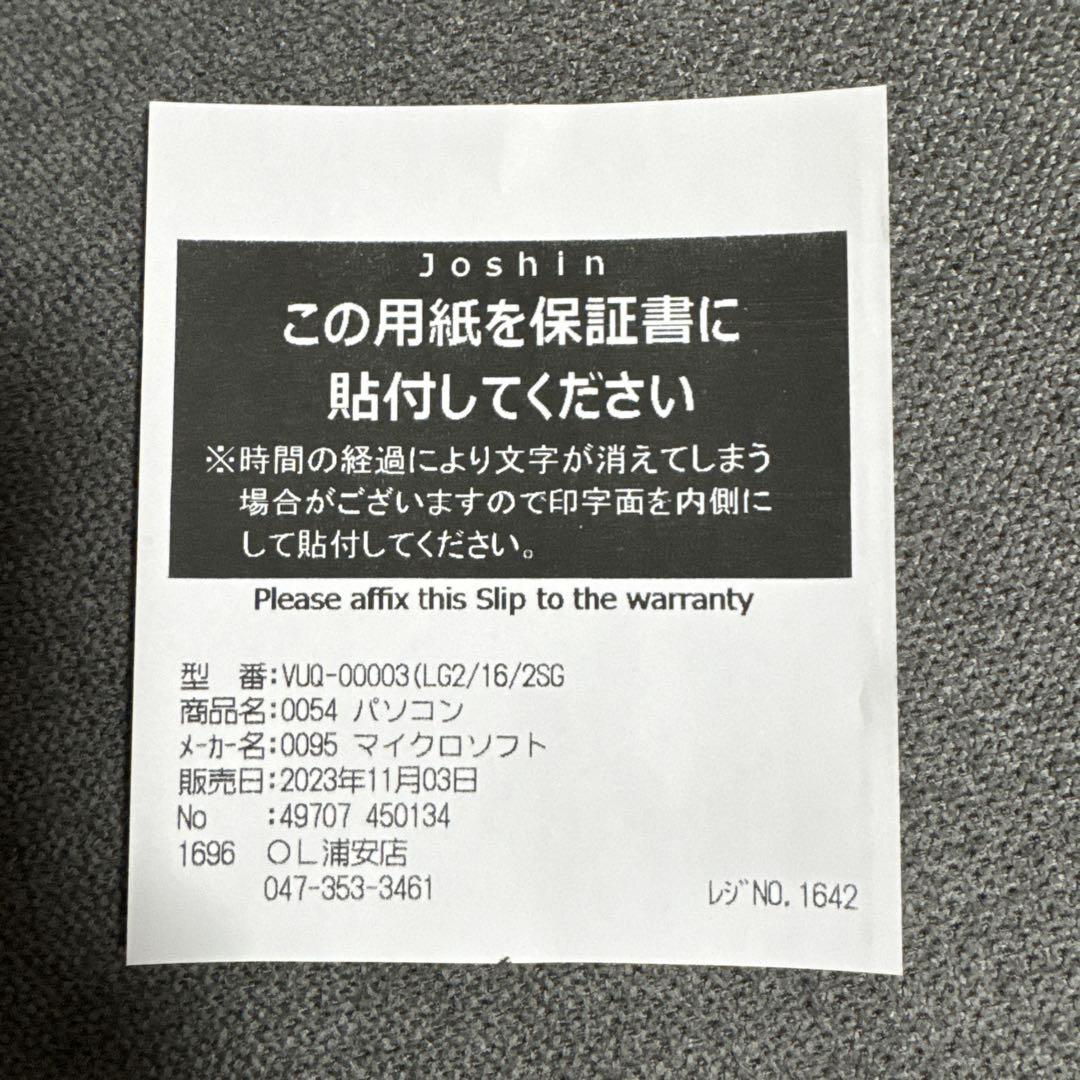 Joshin
この用紙を保証書に
貼付してください
※時間の経過により文字が消えてしまう
場合がございますので印字面を内側に
して貼付してください。
Please affix this Slip to the warranty
型　番:VUQ-00003(LG2/16/2SG
商品名:0054 パソコン
ﾒｰｶｰ名:0095 マイクロソフト
販売日:2023年11月03日
No　　:49707 450134
1696　〇L浦安店
047-353-3461
ﾚｼﾞNO.1642